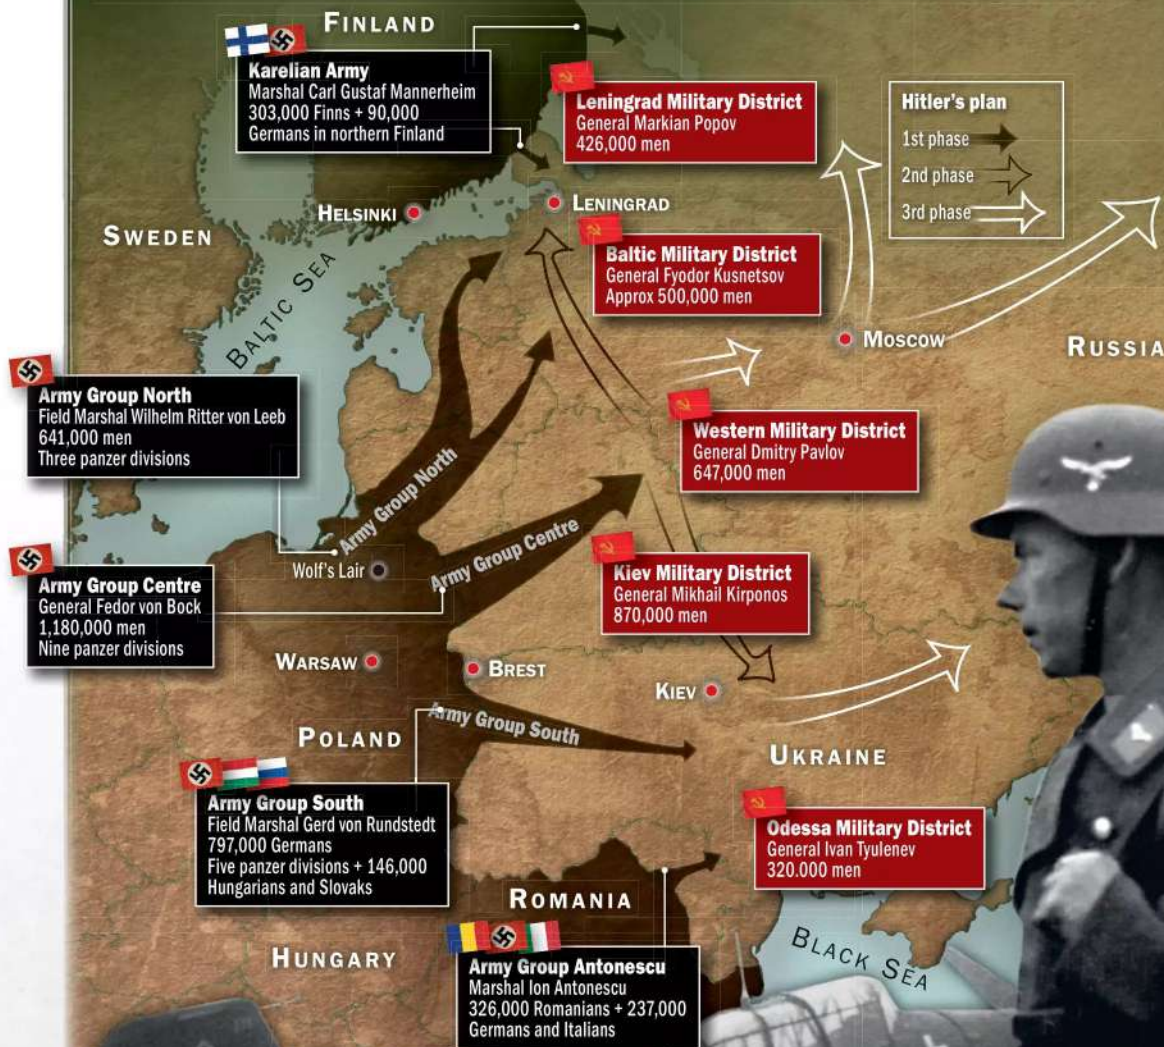 FINLAND
Karelian Army
Marshal Carl Gustaf Mannerheim
303,000 Finns + 90,000
Germans in northern Finland
Leningrad Military District
General Markian Popov
426,000 men
Hitler's plan
1st phase
2nd phase
3rd phase
HELSINKI
LENINGRAD
SWEDEN
BALTIC SEA
Baltic Military District
General Fyodor Kusnetsov
Approx 500,000 men
MOSCOW
RUSSIA
Army Group North
Field Marshal Wilhelm Ritter von Leeb
641,000 men
Three panzer divisions
Western Military District
General Dmitry Pavlov
647,000 men
Army Group North
Army Group Centre
Wolf's Lair
Army Group Centre
General Fedor von Bock
1,180,000 men
Nine panzer divisions
Kiev Military District
General Mikhail Kirponos
870,000 men
WARSAW
BREST
KIEV
Army Group South
POLAND
UKRAINE
Army Group South
Field Marshal Gerd von Rundstedt
797,000 Germans
Five panzer divisions + 146,000
Hungarians and Slovaks
Odessa Military District
General Ivan Tyulenev
320.000 men
ROMANIA
HUNGARY
BLACK SEA
Army Group Antonescu
Marshal Ion Antonescu
326,000 Romanians + 237,000
Germans and Italians